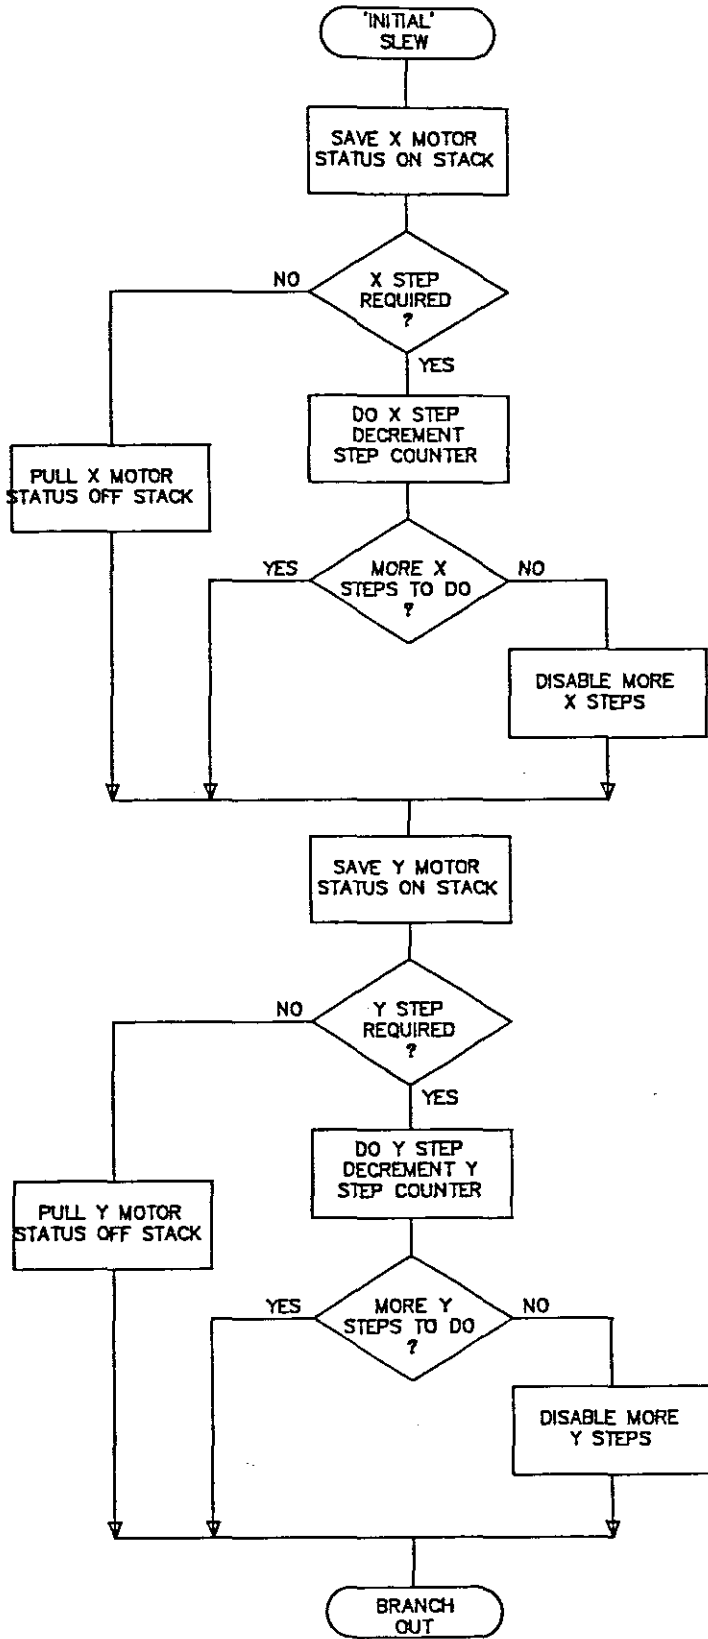 'INITIAL'
SLEW
SAVE X MOTOR
STATUS ON STACK
NO
X STEP
REQUIRED
?
YES
DO X STEP
DECREMENT
STEP COUNTER
PULL X MOTOR
STATUS OFF STACK
YES
MORE X
STEPS TO DO
?
NO
DISABLE MORE
X STEPS
SAVE Y MOTOR
STATUS ON STACK
NO
Y STEP
REQUIRED
?
YES
DO Y STEP
DECREMENT Y
STEP COUNTER
PULL Y MOTOR
STATUS OFF STACK
YES
MORE Y
STEPS TO DO
?
NO
DISABLE MORE
Y STEPS
BRANCH
OUT